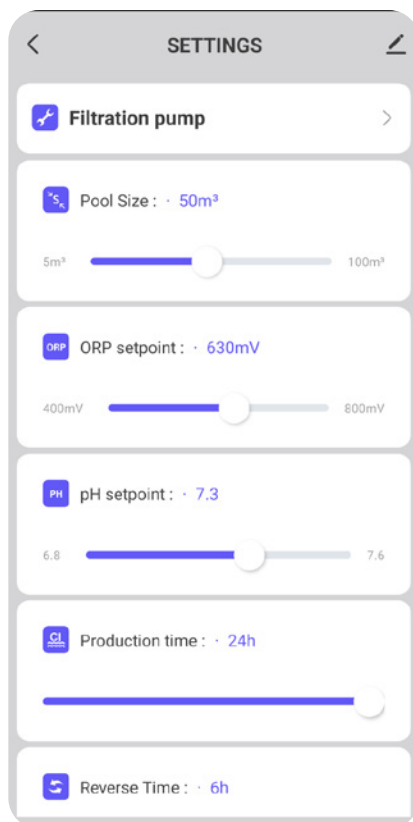 SETTINGS
Filtration pump
Pool Size : · 50m³
5m³ 100m³
ORP ORP setpoint : · 630mV
400mV 800mV
PH pH setpoint : · 7.3
6.8 7.6
CL Production time : · 24h
Reverse Time : · 6h